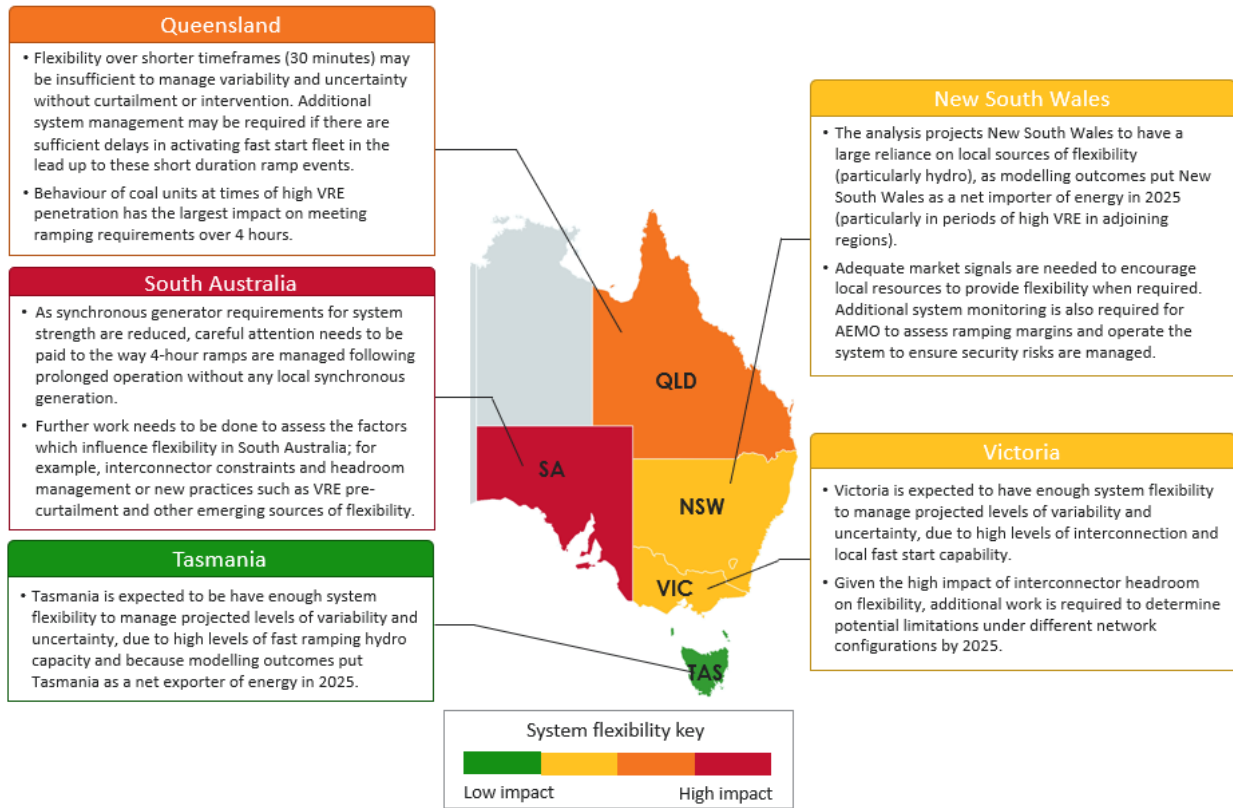 Queensland
• Flexibility over shorter timeframes (30 minutes) may
be insufficient to manage variability and uncertainty
without curtailment or intervention. Additional
system management may be required if there are
sufficient delays in activating fast start fleet in the
lead up to these short duration ramp events.
• Behaviour of coal units at times of high VRE
penetration has the largest impact on meeting
ramping requirements over 4 hours.
South Australia
• As synchronous generator requirements for system
strength are reduced, careful attention needs to be
paid to the way 4-hour ramps are managed following
prolonged operation without any local synchronous
generation.
• Further work needs to be done to assess the factors
which influence flexibility in South Australia; for
example, interconnector constraints and headroom
management or new practices such as VRE pre-
curtailment and other emerging sources of flexibility.
Tasmania
• Tasmania is expected to be have enough system
flexibility to manage projected levels of variability and
uncertainty, due to high levels of fast ramping hydro
capacity and because modelling outcomes put
Tasmania as a net exporter of energy in 2025.
QLD
SA
NSW
VIC
TAS
New South Wales
• The analysis projects New South Wales to have a
large reliance on local sources of flexibility
(particularly hydro), as modelling outcomes put New
South Wales as a net importer of energy in 2025
(particularly in periods of high VRE in adjoining
regions).
• Adequate market signals are needed to encourage
local resources to provide flexibility when required.
Additional system monitoring is also required for
AEMO to assess ramping margins and operate the
system to ensure security risks are managed.
Victoria
• Victoria is expected to have enough system flexibility
to manage projected levels of variability and
uncertainty, due to high levels of interconnection and
local fast start capability.
• Given the high impact of interconnector headroom
on flexibility, additional work is required to determine
potential limitations under different network
configurations by 2025.
System flexibility key
Low impact
High impact